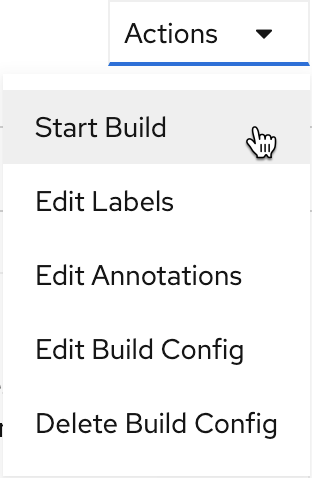 Actions
Start Build
Edit Labels
Edit Annotations
Edit Build Config
Delete Build Config